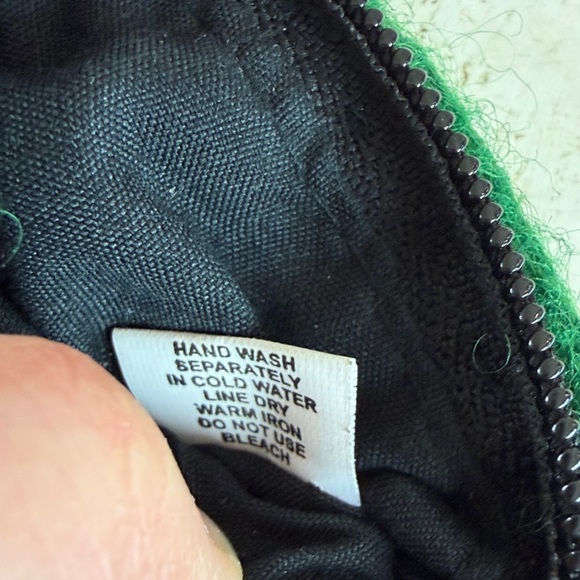 HAND WASH
SEPARATELY
IN COLD WATER
LINE DRY
WARM IRON
DO NOT USE
BLEACH